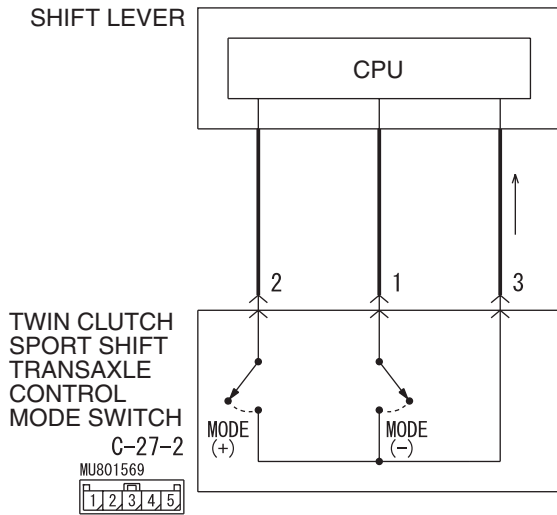 SHIFT LEVER
CPU
2
1
3
TWIN CLUTCH
SPORT SHIFT
TRANSAXLE
CONTROL
MODE SWITCH
C-27-2
MU801569
1 2 3 4 5
MODE
(+)
MODE
(-)